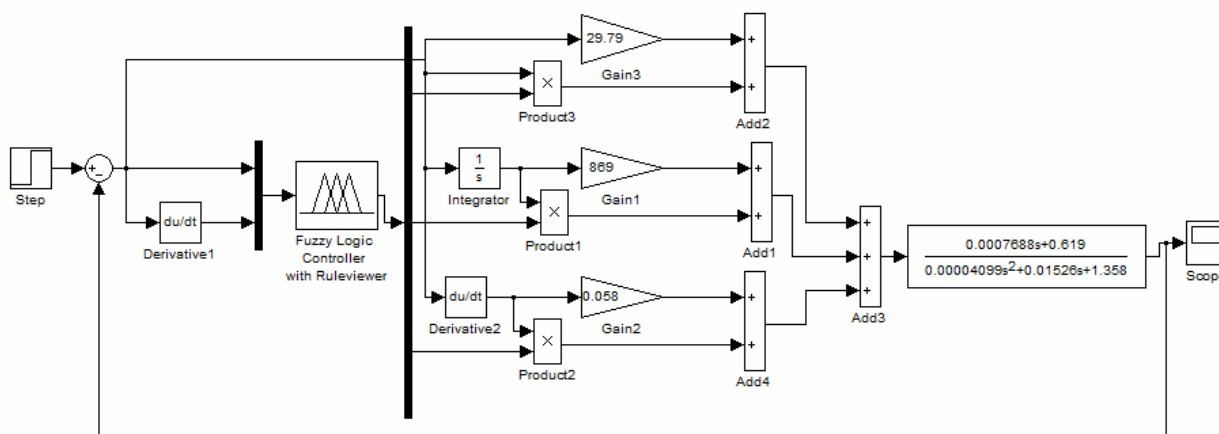 29.79
+
+
×
Gain3
Product3
Add2
+
−
Step
du/dt
Derivative1
Fuzzy Logic
Controller
with Ruleviewer
1
s
Integrator
869
+
+
×
Gain1
Product1
Add1
+
+
+
Add3
0.0007688s+0.619
0.00004099s²+0.01526s+1.358
Scope
du/dt
Derivative2
0.058
+
+
×
Gain2
Product2
Add4